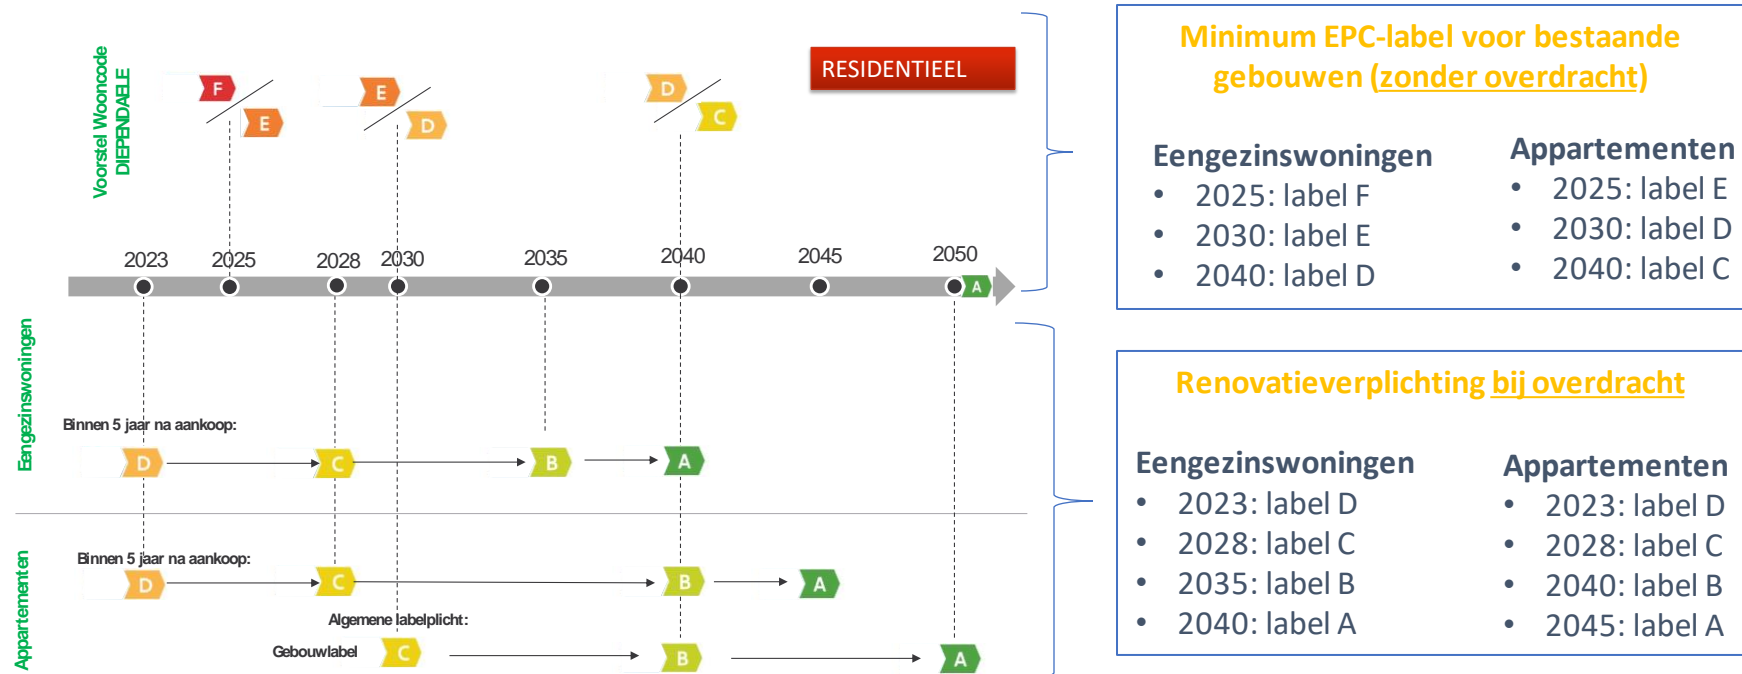 Voorstel Wooncode
DIEPENDAELE
F
E
E
D
D
C
RESIDENTIEEL
2023
2025
2028
2030
2035
2040
2045
2050
A
Eengezinswoningen
Binnen 5 jaar na aankoop:
D
C
B
A
Appartementen
Binnen 5 jaar na aankoop:
D
C
B
A
Algemene labelplicht:
Gebouwlabel
C
B
A
Minimum EPC-label voor bestaande
gebouwen (zonder overdracht)
Eengezinswoningen
• 2025: label F
• 2030: label E
• 2040: label D
Appartementen
• 2025: label E
• 2030: label D
• 2040: label C
Renovatieverplichting bij overdracht
Eengezinswoningen
• 2023: label D
• 2028: label C
• 2035: label B
• 2040: label A
Appartementen
• 2023: label D
• 2028: label C
• 2040: label B
• 2045: label A